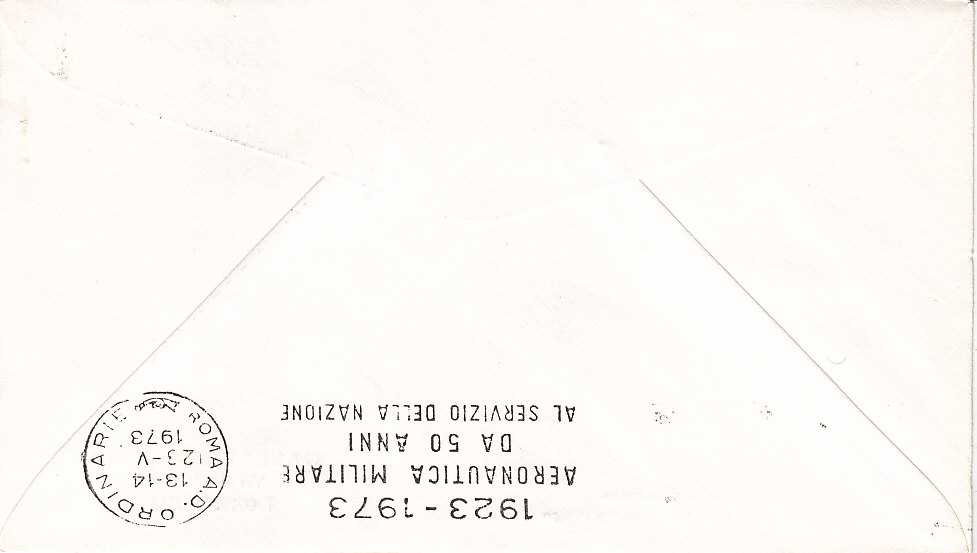 1923-1973
AERONAUTICA MILITARE
DA 50 ANNI
AL SERVIZIO DELLA NAZIONE
ROMA A.D. ORDINARIE
13-14
23-V
1973